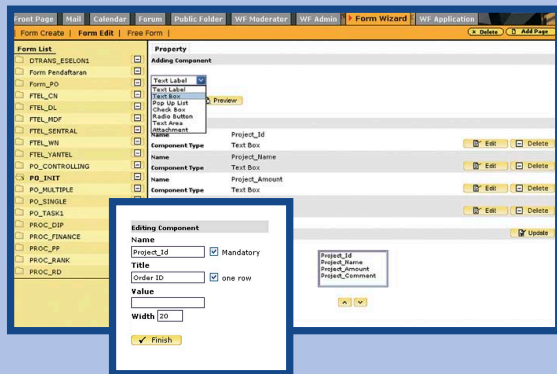 Front Page Mail Calendar Forum Public Folder WF Moderator WF Admin Form Wizard WF Application
Form Create | Form Edit | Free Form |
Delete Add Page
Form List
DTRANS_ESELON1
Form Pendaftaran
Form_PO
FTEL_CN
FTEL_DL
FTEL_MDF
FTEL_SENTRAL
FTEL_WN
FTEL_YANTEL
PO_CONTROLLING
PO_INIT
PO_MULTIPLE
PO_SINGLE
PO_TASK1
PROC_DIP
PROC_FINANCE
PROC_PP
PROC_RANK
PROC_RD
Property
Adding Component
Text Label
Text Label
Text Box
Pop Up List
Check Box
Radio Button
Text Area
Attachment
Preview
Name Project_Id
Component Type Text Box Edit Delete
Name Project_Name
Component Type Text Box Edit Delete
Name Project_Amount
Component Type Text Box Edit Delete
Edit Delete
Update
Project_Id
Project_Name
Project_Amount
Project_Comment
Editing Component
Name
Project_Id Mandatory
Title
Order ID one row
Value
Width 20
Finish